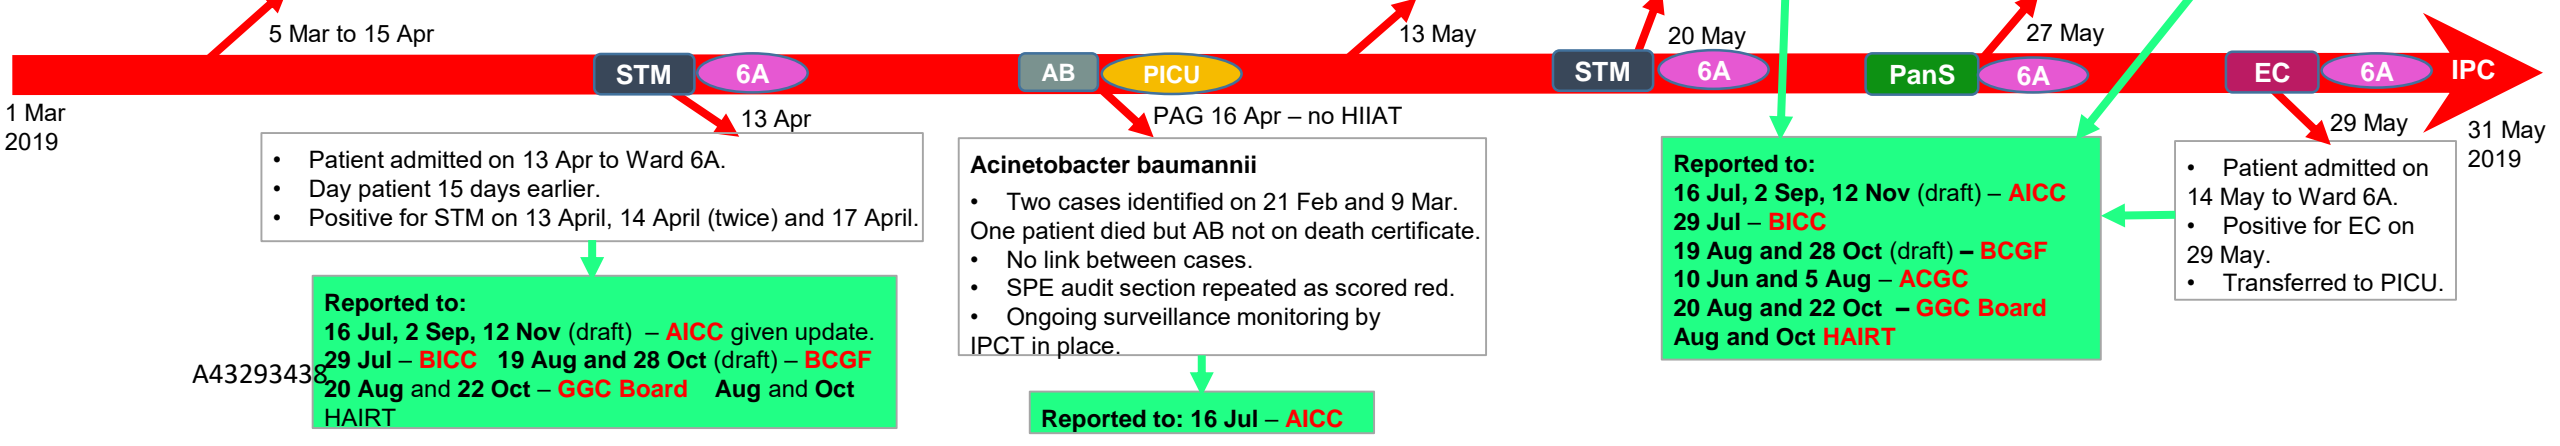 5 Mar to 15 Apr
13 May
20 May
27 May
STM
6A
AB
PICU
STM
6A
PanS
6A
EC
6A
IPC
1 Mar
2019
13 Apr
PAG 16 Apr – no HIIAT
29 May
31 May
2019
• Patient admitted on 13 Apr to Ward 6A.
• Day patient 15 days earlier.
• Positive for STM on 13 April, 14 April (twice) and 17 April.
Reported to:
16 Jul, 2 Sep, 12 Nov (draft) – AICC given update.
29 Jul – BICC 19 Aug and 28 Oct (draft) – BCGF
20 Aug and 22 Oct – GGC Board Aug and Oct
HAIRT
A43293438
Acinetobacter baumannii
• Two cases identified on 21 Feb and 9 Mar.
One patient died but AB not on death certificate.
• No link between cases.
• SPE audit section repeated as scored red.
• Ongoing surveillance monitoring by
IPCT in place.
Reported to: 16 Jul – AICC
Reported to:
16 Jul, 2 Sep, 12 Nov (draft) – AICC
29 Jul – BICC
19 Aug and 28 Oct (draft) – BCGF
10 Jun and 5 Aug – ACGC
20 Aug and 22 Oct – GGC Board
Aug and Oct HAIRT
• Patient admitted on
14 May to Ward 6A.
• Positive for EC on
29 May.
• Transferred to PICU.